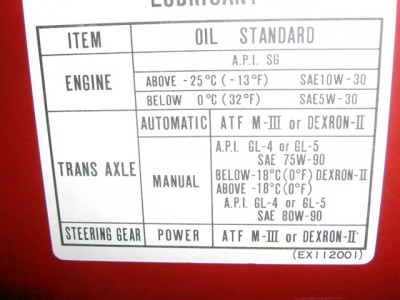 LUBRICANT
ITEM OIL STANDARD
ENGINE
A.P.I. SG
ABOVE -25°C (-13°F) SAE10W-30
BELOW 0°C (32°F) SAE5W-30
TRANS AXLE
AUTOMATIC ATF M-III or DEXRON-II
MANUAL
A.P.I. GL-4 or GL-5
SAE 75W-90
BELOW-18°C(0°F) DEXRON-II
ABOVE -18°C(0°F)
A.P.I. GL-4 or GL-5
SAE 80W-90
STEERING GEAR POWER ATF M-III or DEXRON-II
(EX112001)